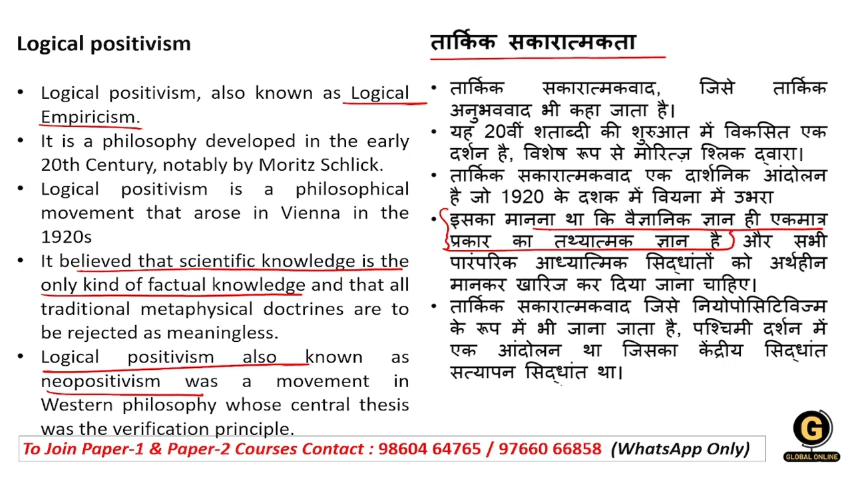 Logical positivism
• Logical positivism, also known as Logical
Empiricism.
• It is a philosophy developed in the early
20th Century, notably by Moritz Schlick.
• Logical positivism is a philosophical
movement that arose in Vienna in the
1920s
• It believed that scientific knowledge is the
only kind of factual knowledge and that all
traditional metaphysical doctrines are to
be rejected as meaningless.
• Logical positivism also known as
neopositivism was a movement in
Western philosophy whose central thesis
was the verification principle.
तार्किक सकारात्मकता
• तार्किक सकारात्मकवाद, जिसे तार्किक
अनुभववाद भी कहा जाता है।
• यह 20वीं शताब्दी की शुरुआत में विकसित एक
दर्शन है, विशेष रूप से मोरित्ज़ श्लिक द्वारा।
• तार्किक सकारात्मकवाद एक दार्शनिक आंदोलन
है जो 1920 के दशक में वियना में उभरा
• इसका मानना था कि वैज्ञानिक ज्ञान ही एकमात्र
प्रकार का तथ्यात्मक ज्ञान है और सभी
पारंपरिक आध्यात्मिक सिद्धांतों को अर्थहीन
मानकर खारिज कर दिया जाना चाहिए।
• तार्किक सकारात्मकवाद जिसे नियोपोसिटिविज्म
के रूप में भी जाना जाता है, पश्चिमी दर्शन में
एक आंदोलन था जिसका केंद्रीय सिद्धांत
सत्यापन सिद्धांत था।
To Join Paper-1 & Paper-2 Courses Contact : 98604 64765 / 97660 66858 (WhatsApp Only)
G
GLOBAL ONLINE